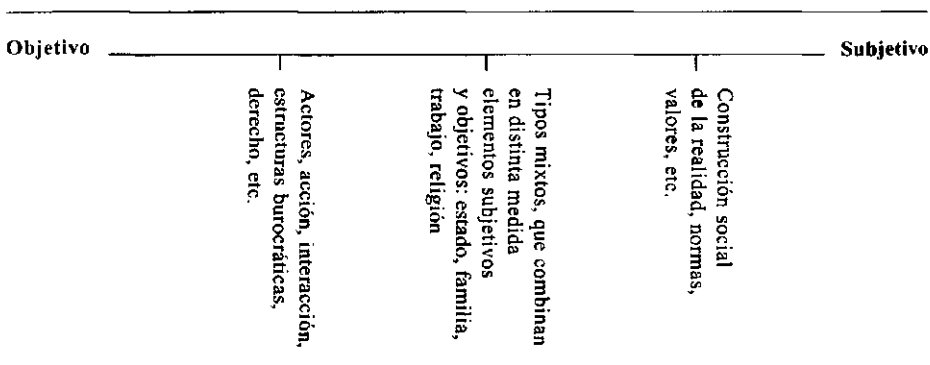 Objetivo
Subjetivo
Actores, acción, interacción,
estructuras burocráticas,
derecho, etc.
Tipos mixtos, que combinan
en distinta medida
elementos subjetivos
y objetivos: estado, familia,
trabajo, religión
Construcción social
de la realidad, normas,
valores, etc.